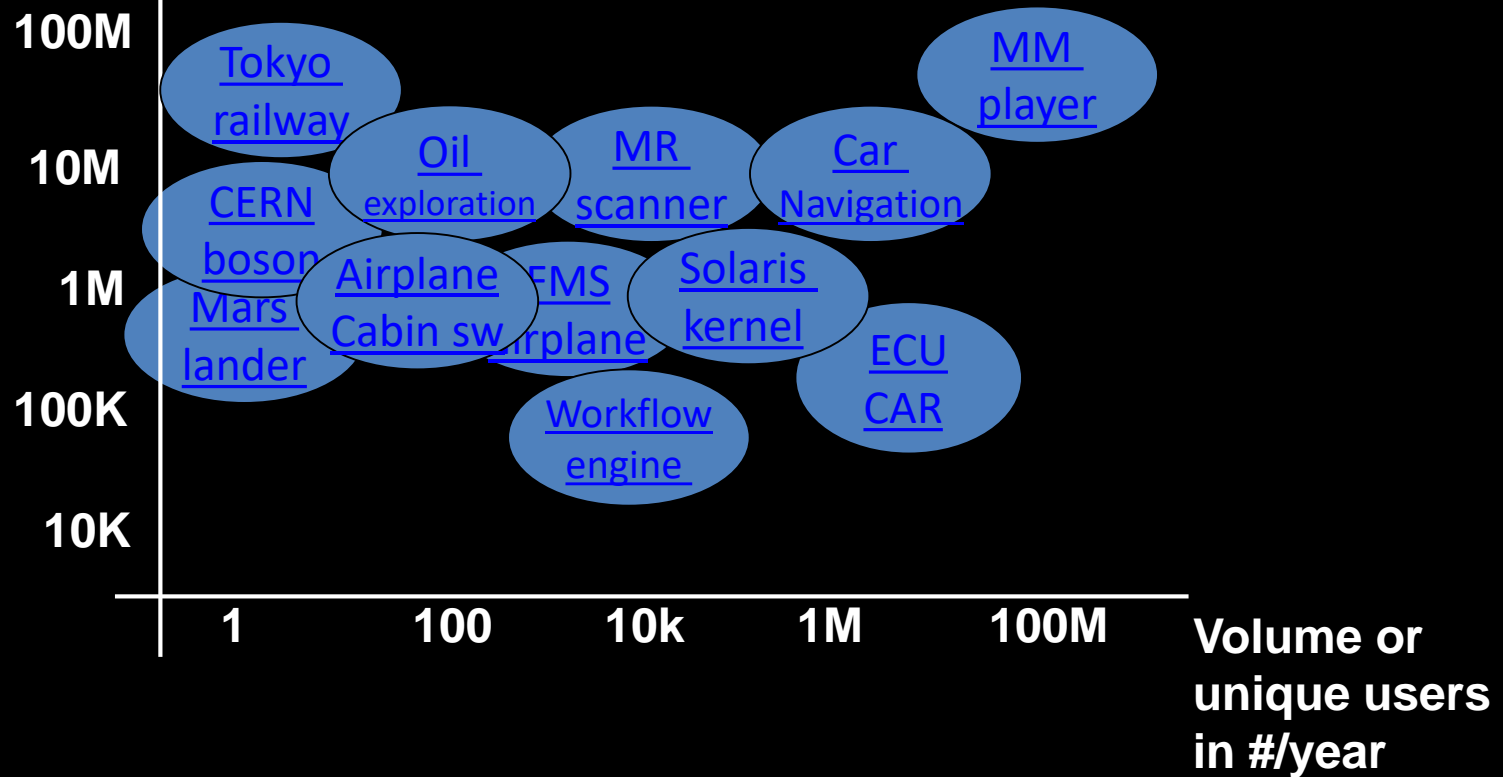 100M
10M
1M
100K
10K
Tokyo
railway
MM
player
Oil
exploration
MR
scanner
Car
Navigation
CERN
boson
Airplane
Cabin sw
FMS
airplane
Solaris
kernel
Mars
lander
ECU
CAR
Workflow
engine
1
100
10k
1M
100M
Volume or
unique users
in #/year